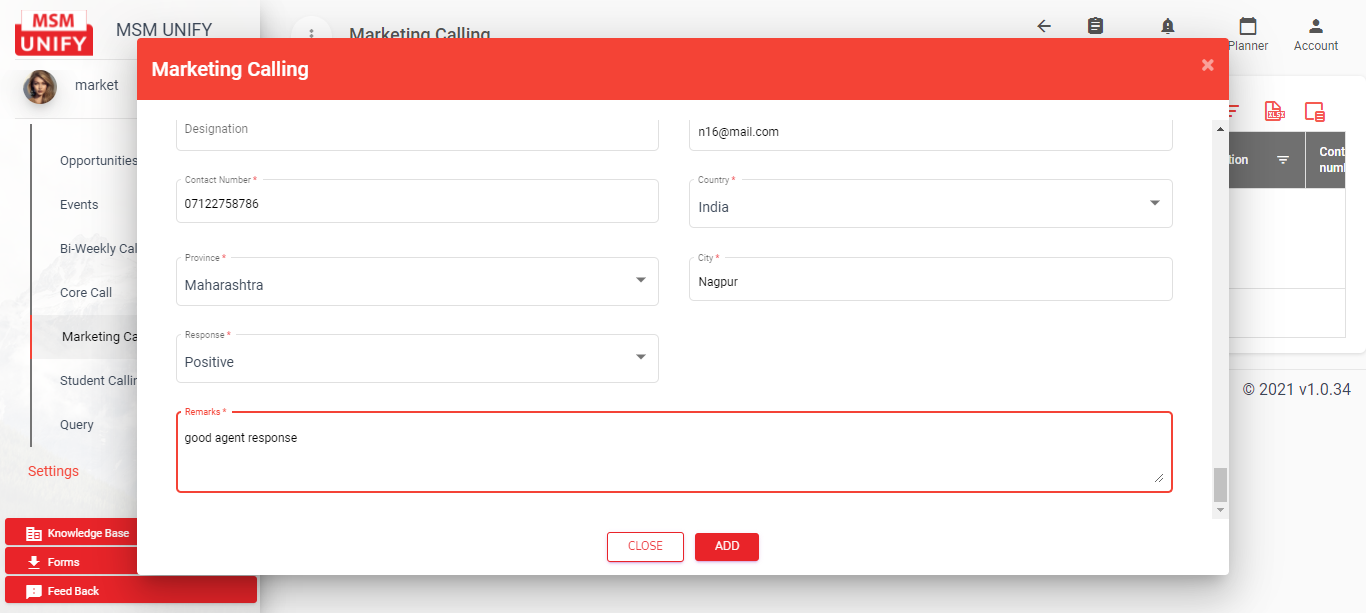 MSM
UNIFY
MSM UNIFY
Marketing Calling
Planner
Account
Marketing Calling
×
market
Opportunities
Events
Bi-Weekly Cal
Core Call
Marketing Ca
Student Callin
Query
Settings
Knowledge Base
Forms
Feed Back
Designation
n16@mail.com
Contact Number *
07122758786
Country *
India
Province *
Maharashtra
City *
Nagpur
Response *
Positive
Remarks *
good agent response
CLOSE
ADD
XLSX
tion
Cont
numb
© 2021 v1.0.34